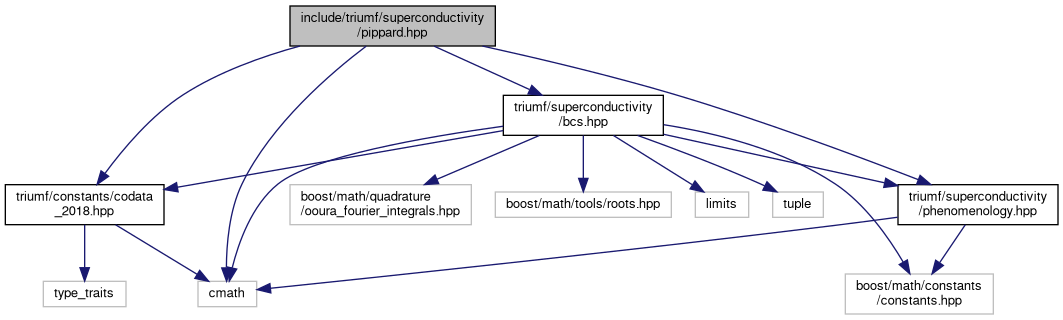 include/triumf/superconductivity
/pippard.hpp
triumf/superconductivity
/bcs.hpp
triumf/constants/codata
_2018.hpp
boost/math/quadrature
/ooura_fourier_integrals.hpp
boost/math/tools/roots.hpp
limits
tuple
triumf/superconductivity
/phenomenology.hpp
type_traits
cmath
boost/math/constants
/constants.hpp